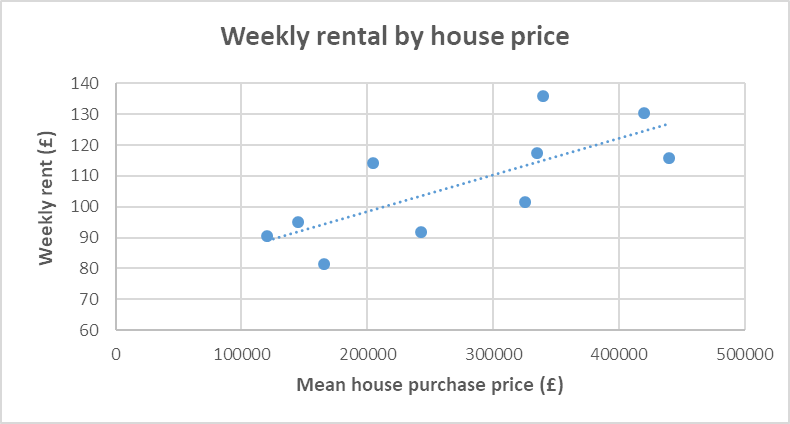 Weekly rental by house price
140
130
120
110
100
90
80
70
60
Weekly rent (£)
0 100000 200000 300000 400000 500000
Mean house purchase price (£)